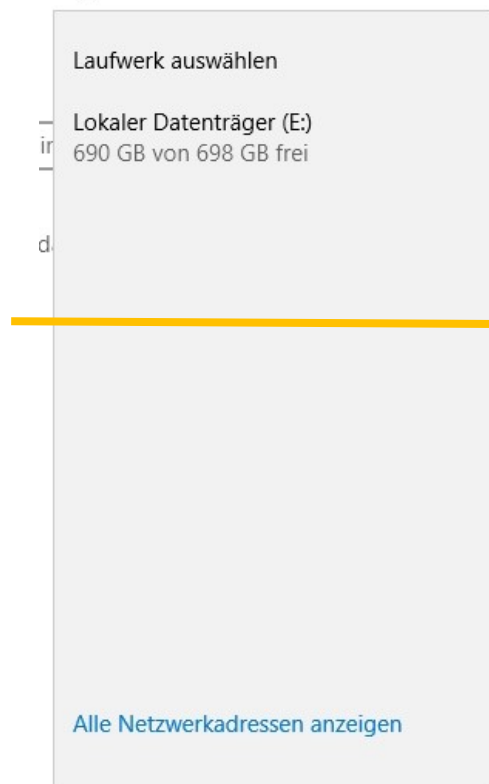 Laufwerk auswählen
Lokaler Datenträger (E:)
690 GB von 698 GB frei
Alle Netzwerkadressen anzeigen